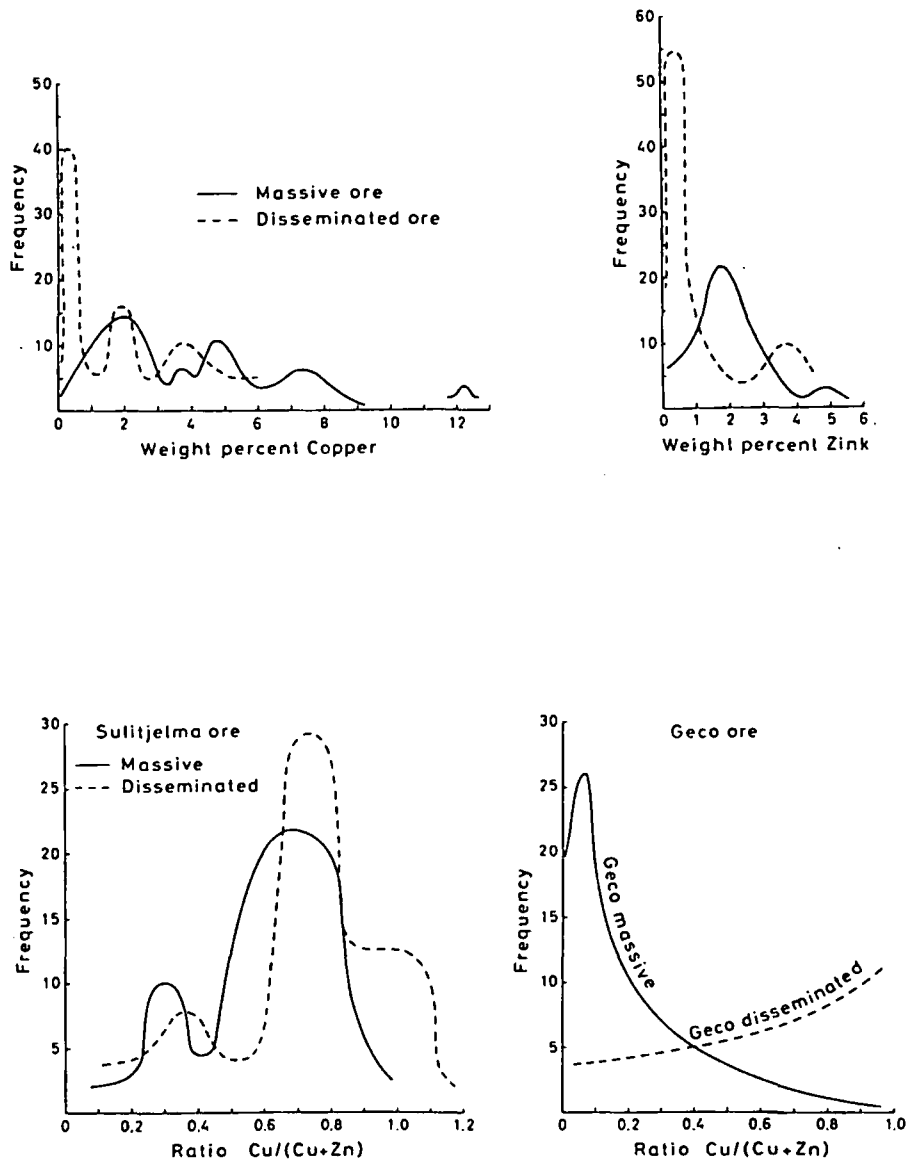 50
40
30
20
10
Frequency
Massive ore
Disseminated ore
0 2 4 6 8 10 12
Weight percent Copper
60
50
40
30
20
10
Frequency
0 1 2 3 4 5 6
Weight percent Zink
30
25
20
15
10
5
Frequency
Sulitjelma ore
Massive
Disseminated
0 0.2 0.4 0.6 0.8 1.0 1.2
Ratio Cu/(Cu+Zn)
30
25
20
15
10
5
Frequency
Geco ore
Geco massive
Geco disseminated
0 0.2 0.4 0.6 0.8 1.0
Ratio Cu/(Cu+Zn)